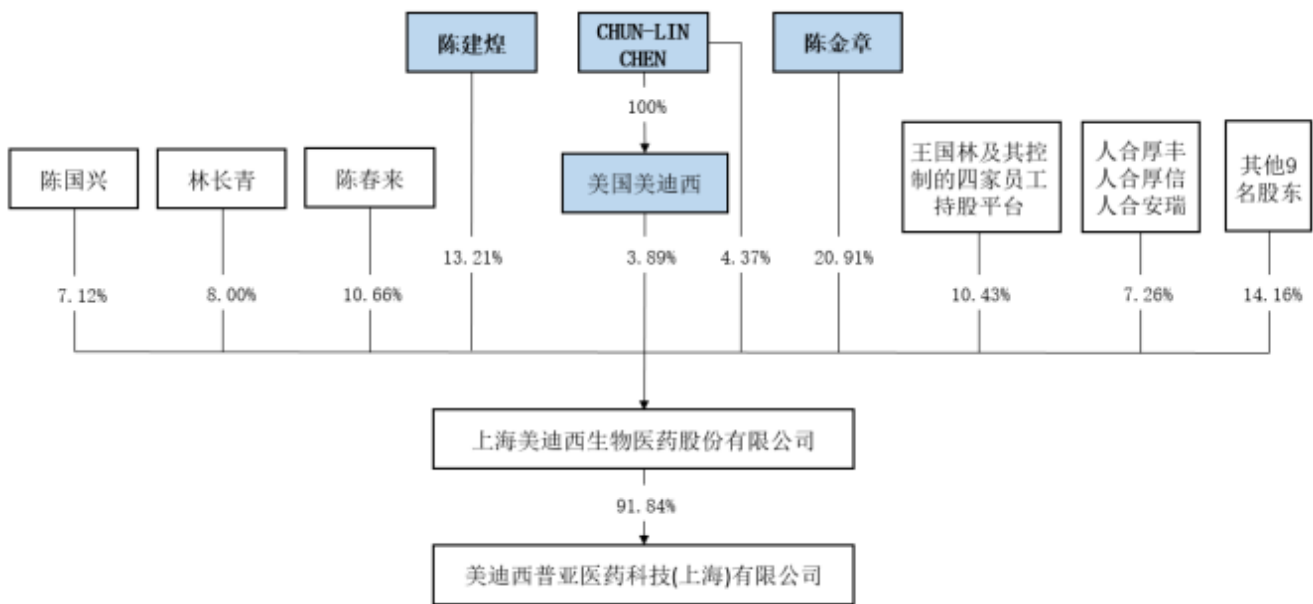 陈建煌
CHUN-LIN
CHEN
陈金章
100%
陈国兴
林长青
陈春来
美国美迪西
王国林及其控
制的四家员工
持股平台
人合厚丰
人合厚信
人合安瑞
其他9
名股东
13.21%
3.89%
4.37%
20.91%
7.12%
8.00%
10.66%
10.43%
7.26%
14.16%
上海美迪西生物医药股份有限公司
91.84%
美迪西普亚医药科技(上海)有限公司